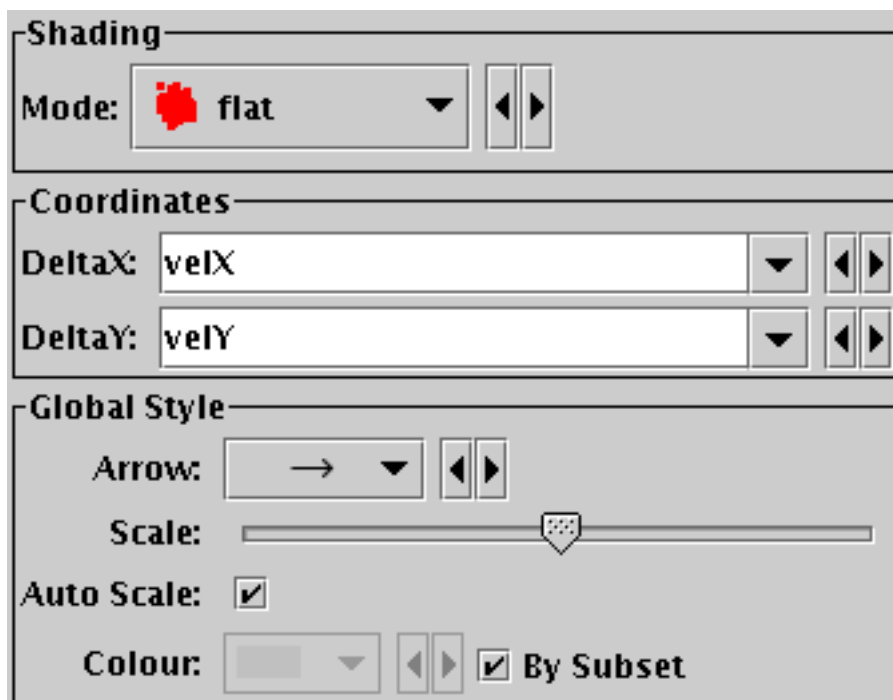 Shading
Mode: flat
Coordinates
DeltaX: velX
DeltaY: velY
Global Style
Arrow:
Scale:
Auto Scale:
Colour: By Subset